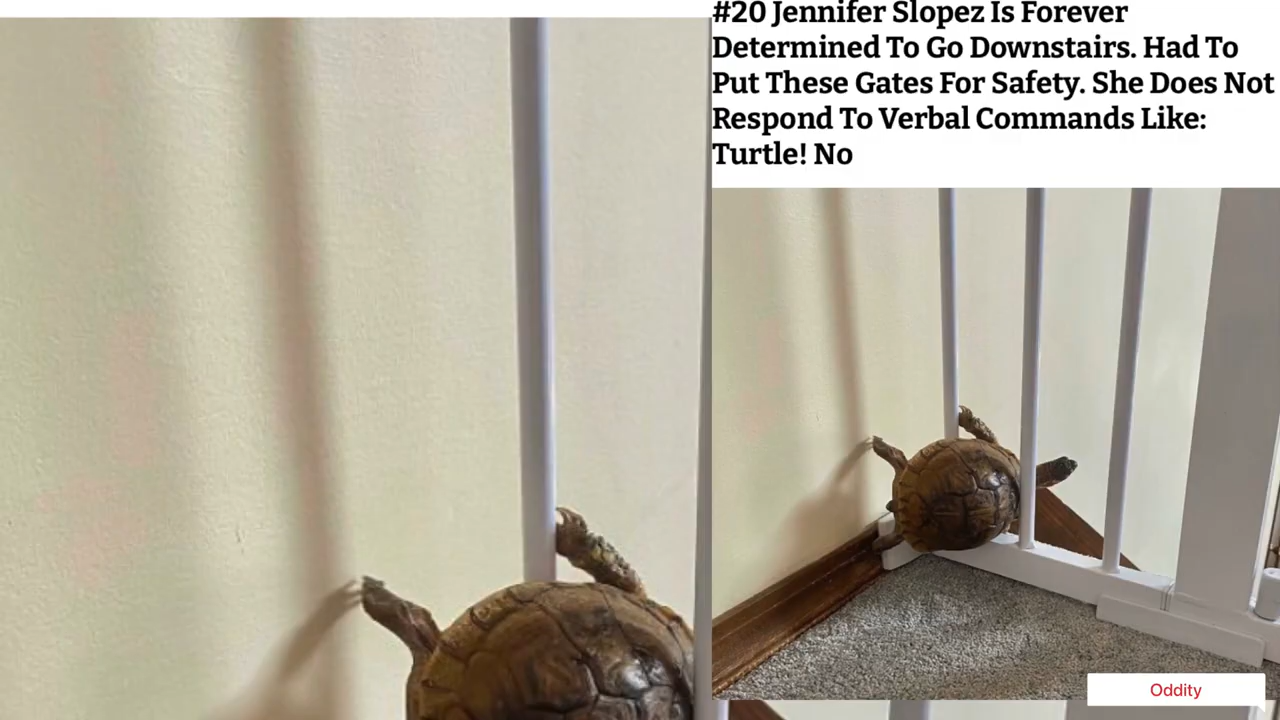 #20 Jennifer Slopez Is Forever
Determined To Go Downstairs. Had To
Put These Gates For Safety. She Does Not
Respond To Verbal Commands Like:
Turtle! No
Oddity